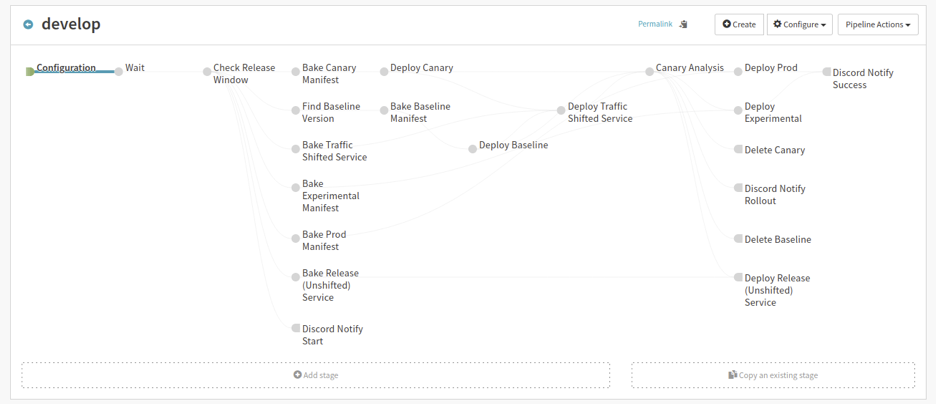 develop
Permalink
Create
Configure
Pipeline Actions
Configuration
Wait
Check Release
Window
Bake Canary
Manifest
Deploy Canary
Find Baseline
Version
Bake Baseline
Manifest
Bake Traffic
Shifted Service
Deploy Baseline
Bake
Experimental
Manifest
Bake Prod
Manifest
Bake Release
(Unshifted)
Service
Discord Notify
Start
Deploy Traffic
Shifted Service
Canary Analysis
Deploy Prod
Deploy
Experimental
Delete Canary
Discord Notify
Rollout
Delete Baseline
Deploy Release
(Unshifted)
Service
Discord Notify
Success
Add stage
Copy an existing stage